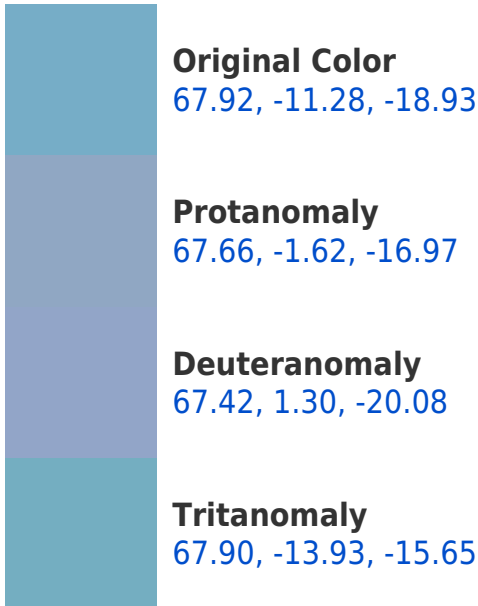 Original Color
67.92, -11.28, -18.93
Protanomaly
67.66, -1.62, -16.97
Deuteranomaly
67.42, 1.30, -20.08
Tritanomaly
67.90, -13.93, -15.65